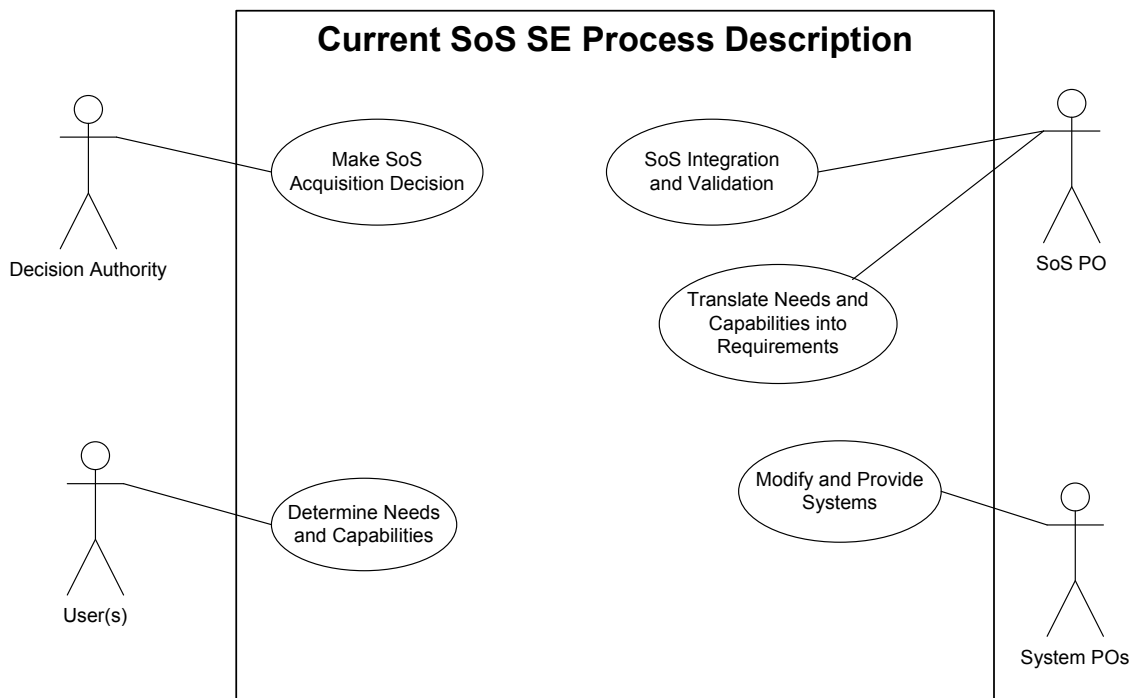 Current SoS SE Process Description
Make SoS
Acquisition Decision
SoS Integration
and Validation
Decision Authority
SoS PO
Translate Needs and
Capabilities into
Requirements
Modify and Provide
Systems
Determine Needs
and Capabilities
User(s)
System POs